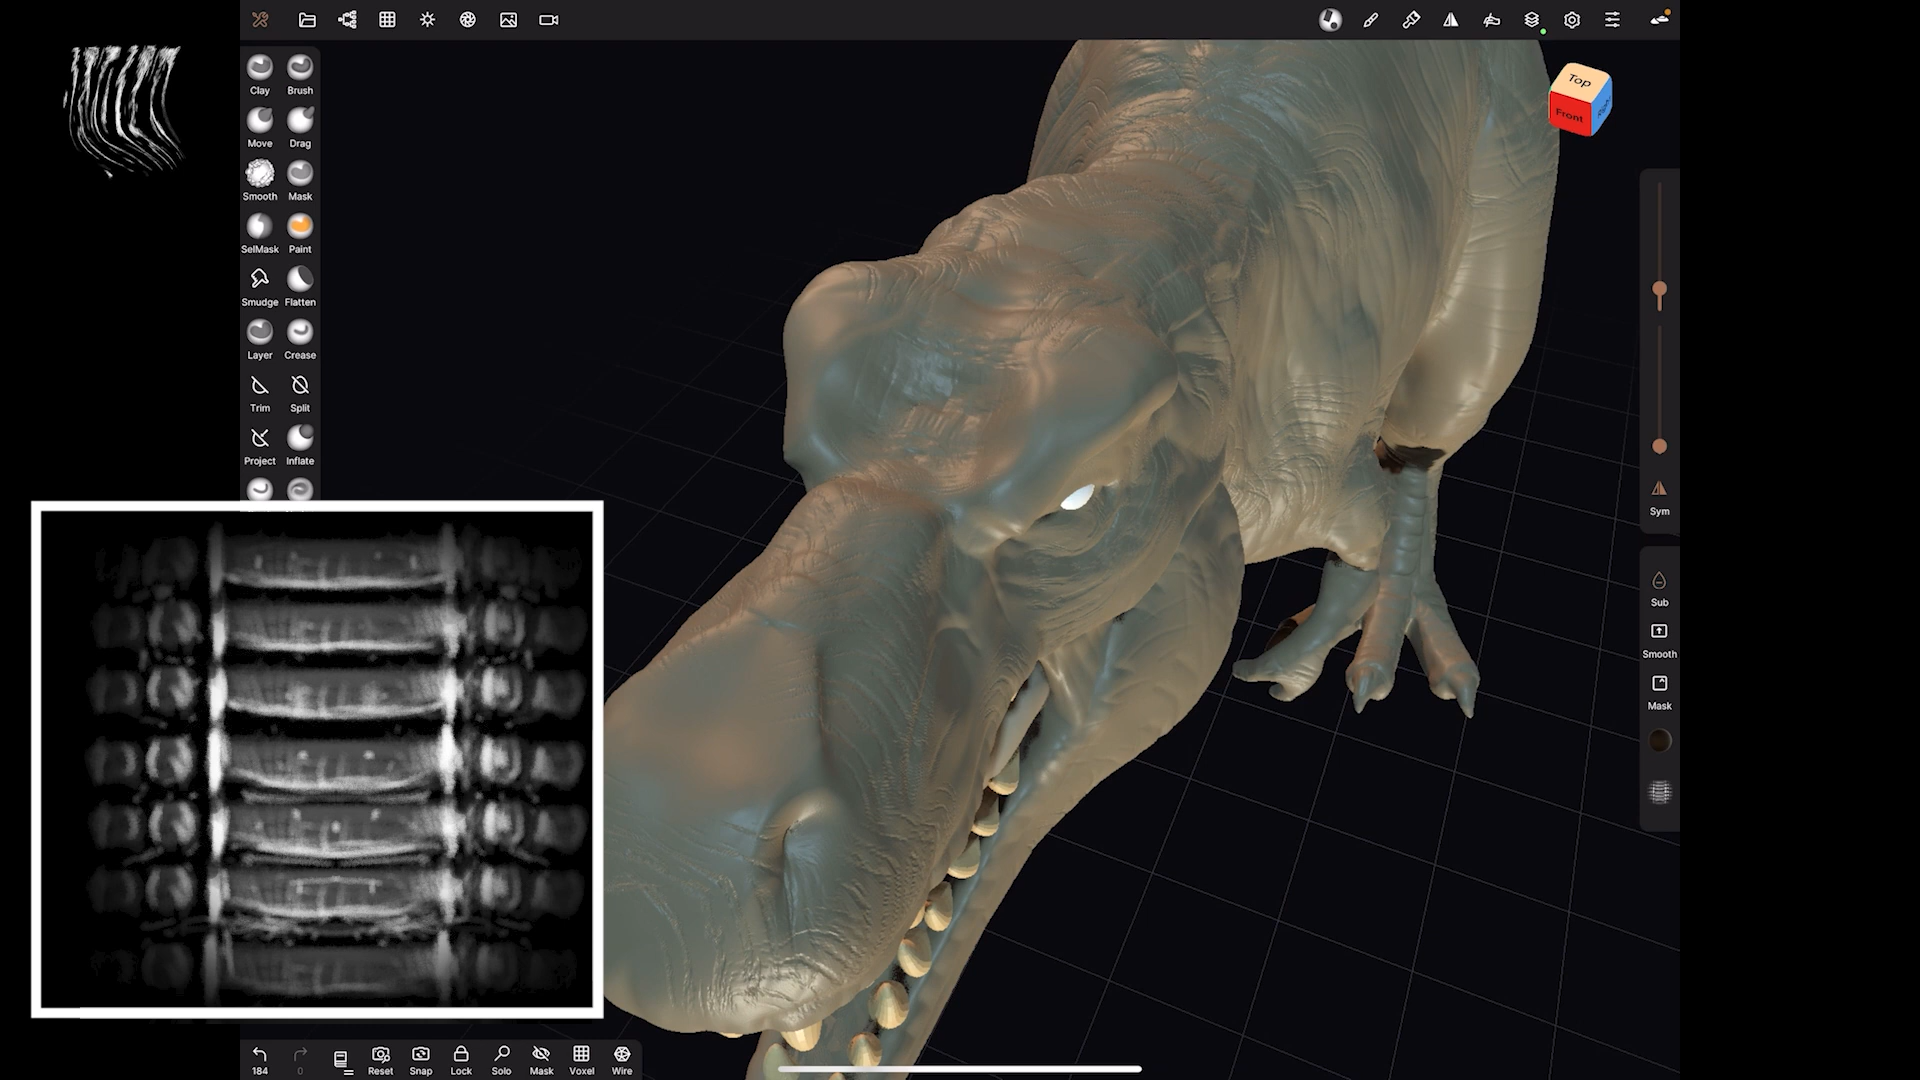 Clay Brush
Move Drag
Smooth Mask
SelMask Paint
Smudge Flatten
Layer Crease
Trim Split
Project Inflate
Top
Front
Sym
Sub
Smooth
Mask
184 0 Reset Snap Lock Solo Mask Voxel Wire